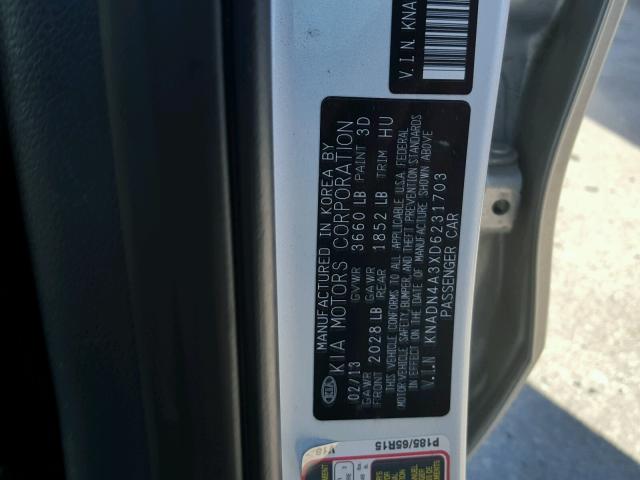 V.I.N KNA
MANUFACTURED IN KOREA BY
KIA MOTORS CORPORATION
KIA
02/13 GVWR 3660 LB PAINT 3D
GAWR FRONT 2028 LB GAWR REAR 1852 LB TRIM HU
THIS VEHICLE CONFORMS TO ALL APPLICABLE U.S.A. FEDERAL
MOTOR VEHICLE SAFETY, BUMPER, AND THEFT PREVENTION STANDARDS
IN EFFECT ON THE DATE OF MANUFACTURE SHOWN ABOVE
V.I.N KNADN4A3XD6231703
PASSENGER CAR
P185/65R15